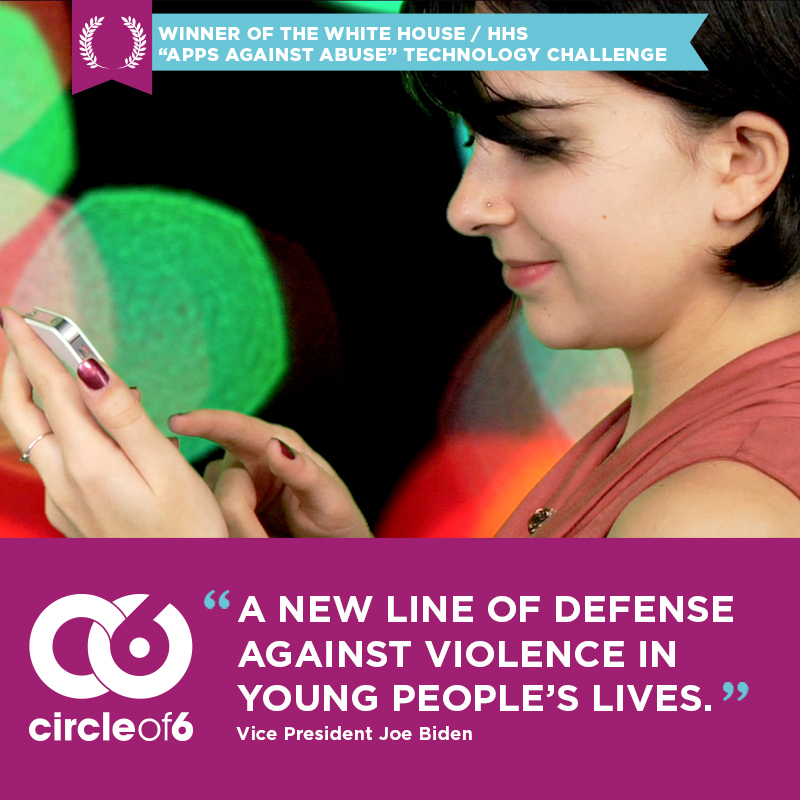 WINNER OF THE WHITE HOUSE / HHS
“APPS AGAINST ABUSE” TECHNOLOGY CHALLENGE
“A NEW LINE OF DEFENSE
AGAINST VIOLENCE IN
YOUNG PEOPLE’S LIVES.”
Vice President Joe Biden
circleof6